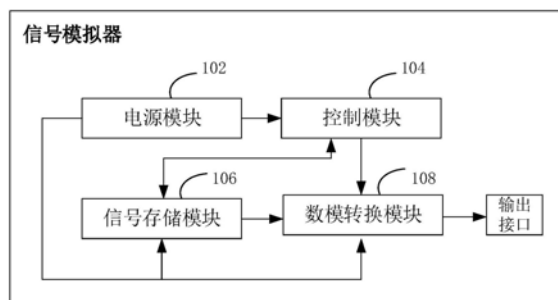 信号模拟器
102
104
电源模块
控制模块
106
108
信号存储模块
数模转换模块
输出
接口